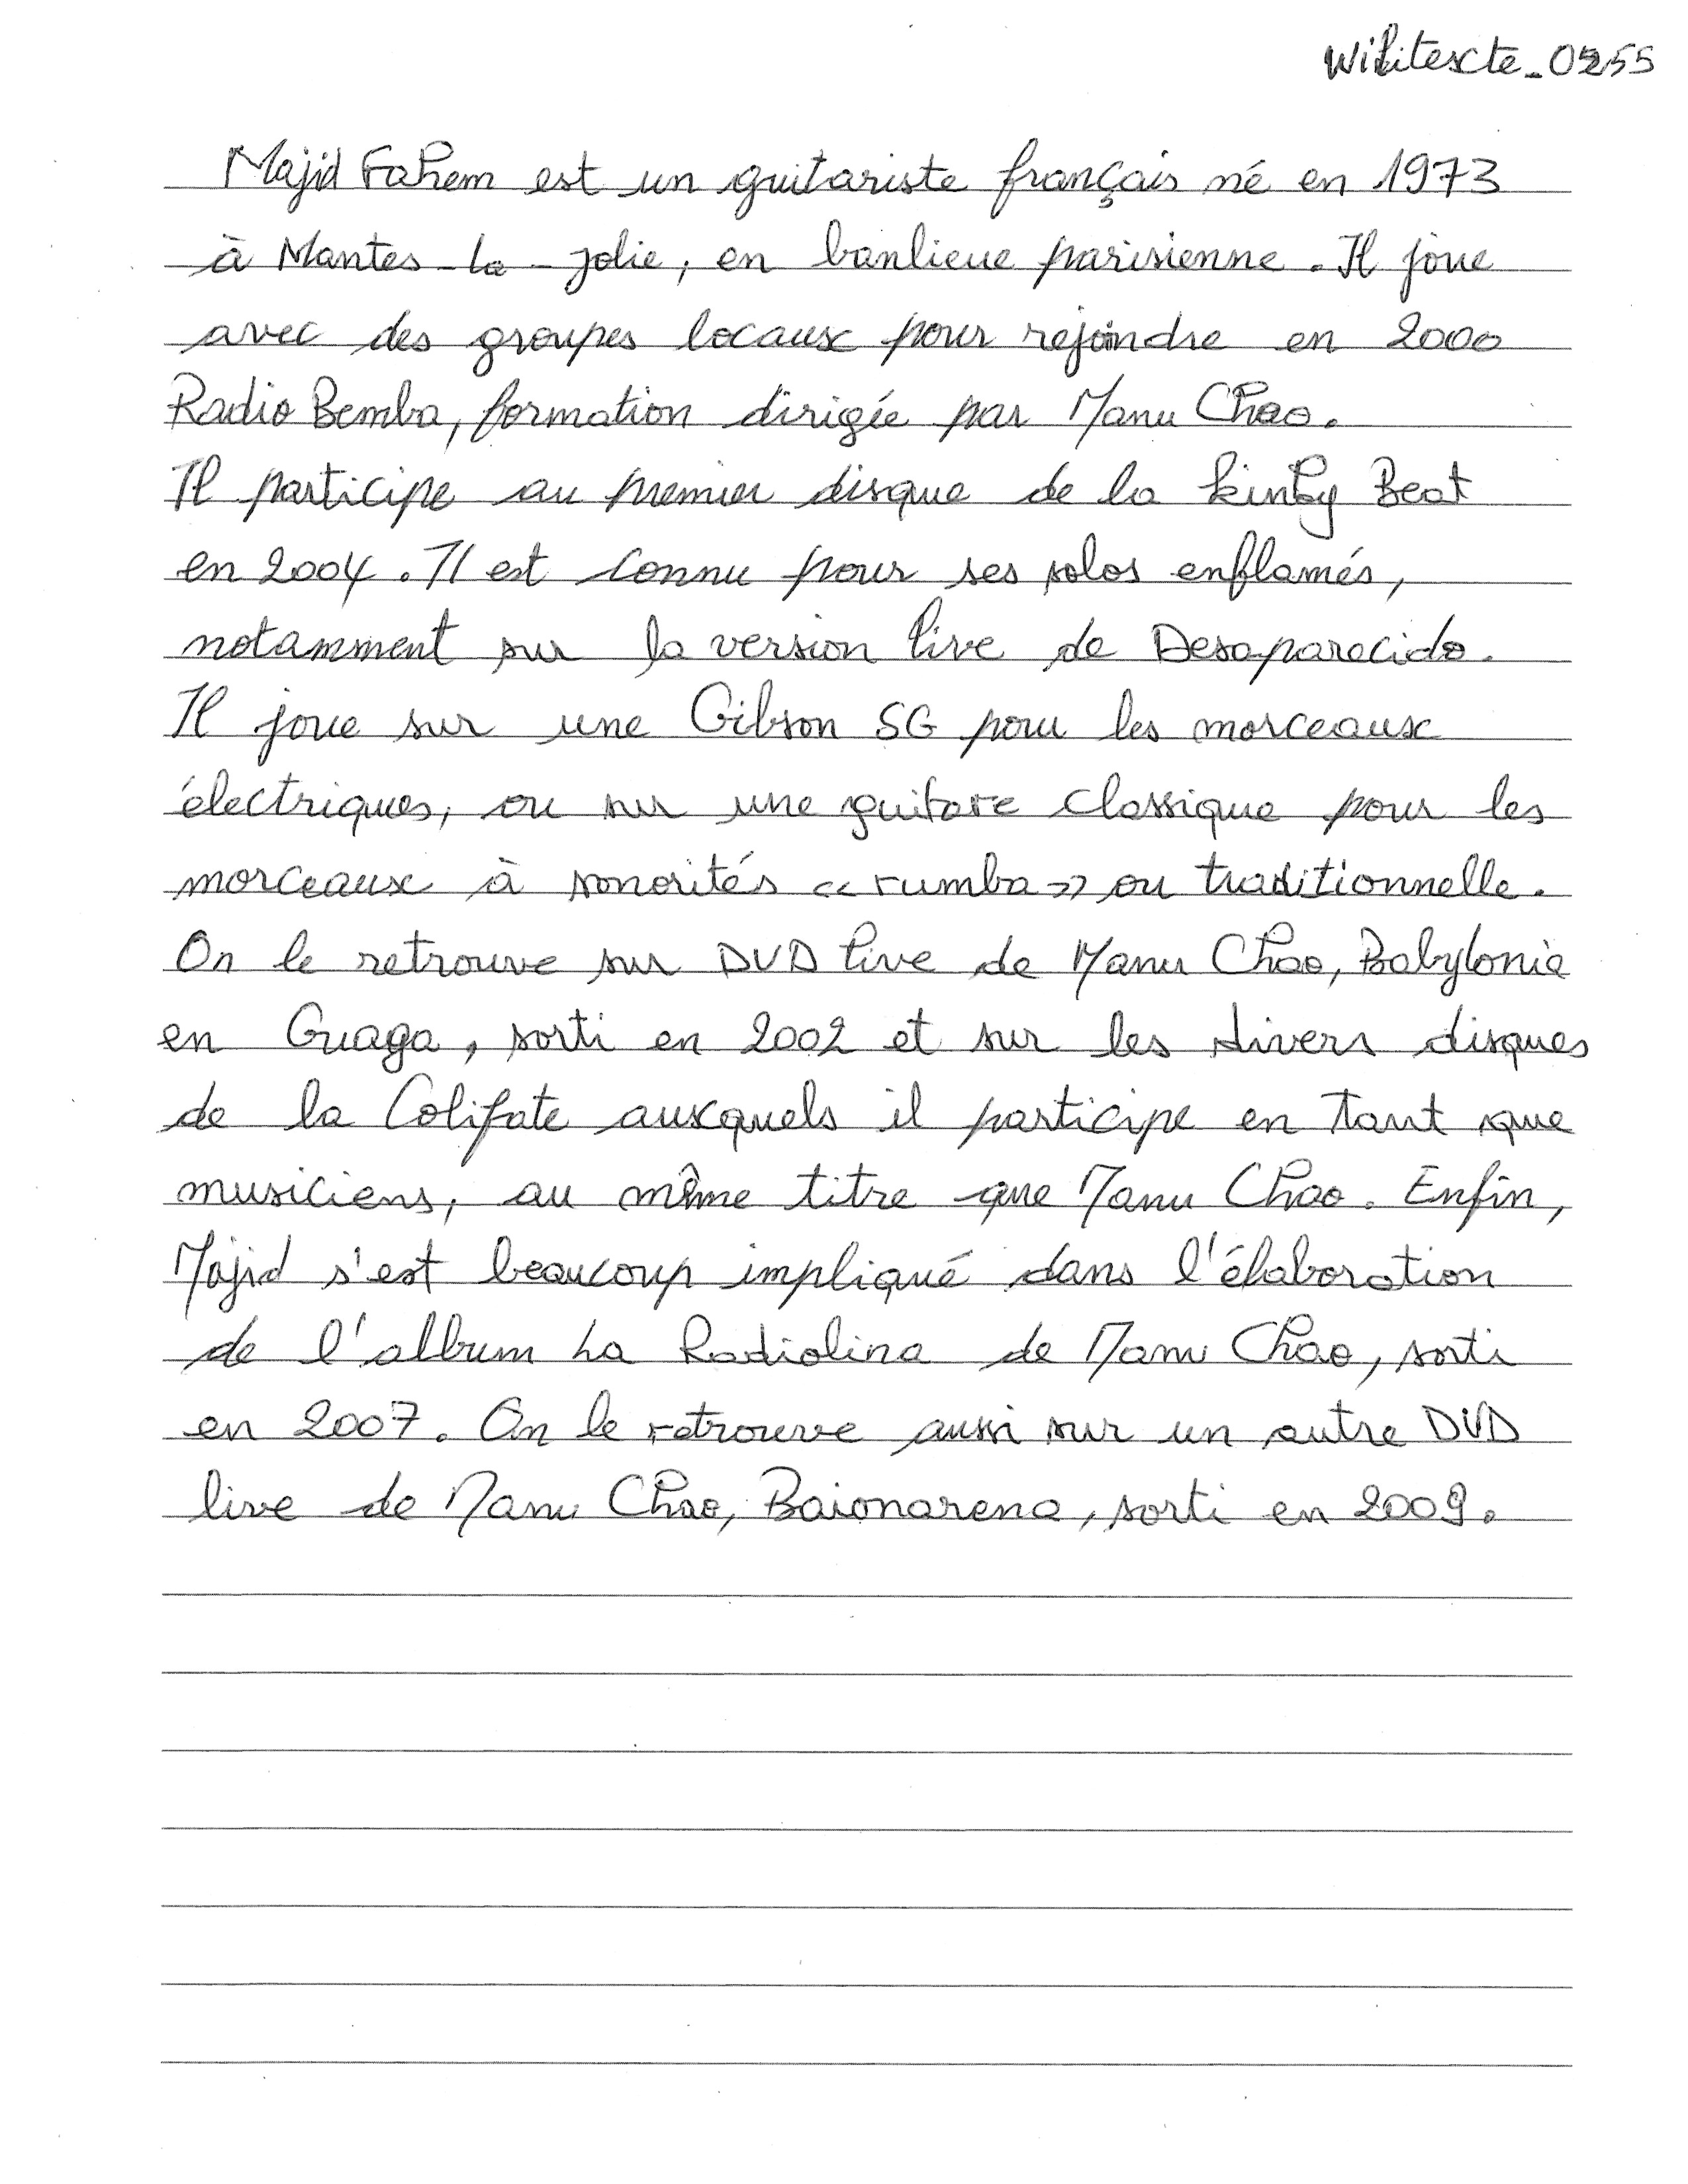 Wikitexte_0255
Majid Fahem est un guitariste français né en 1973
à Mantes-la-jolie, en banlieue parisienne. Il joue
avec des groupes locaux pour rejoindre en 2000
Radio Bemba, formation dirigée par Manu Chao.
Il participe au premier disque de la kinky Beat
en 2004. Il est connu pour ses solos enflamés,
notamment sur la version live de Desaparecido.
Il joue sur une Gibson SG pour les morceaux
électriques, ou sur une guitare classique pour les
morceaux à sonorités « rumba » ou traditionnelle.
On le retrouve sur DVD live de Manu Chao, Babylonia
en Guaga, sorti en 2002 et sur les divers disques
de la Colifate auxquels il participe en tant que
musiciens, au même titre que Manu Chao. Enfin,
Majid s'est beaucoup impliqué dans l'élaboration
de l'album La Radiolina de Manu Chao, sorti
en 2007. On le retrouve aussi sur un autre DVD
live de Manu Chao, Baionarena, sorti en 2009.